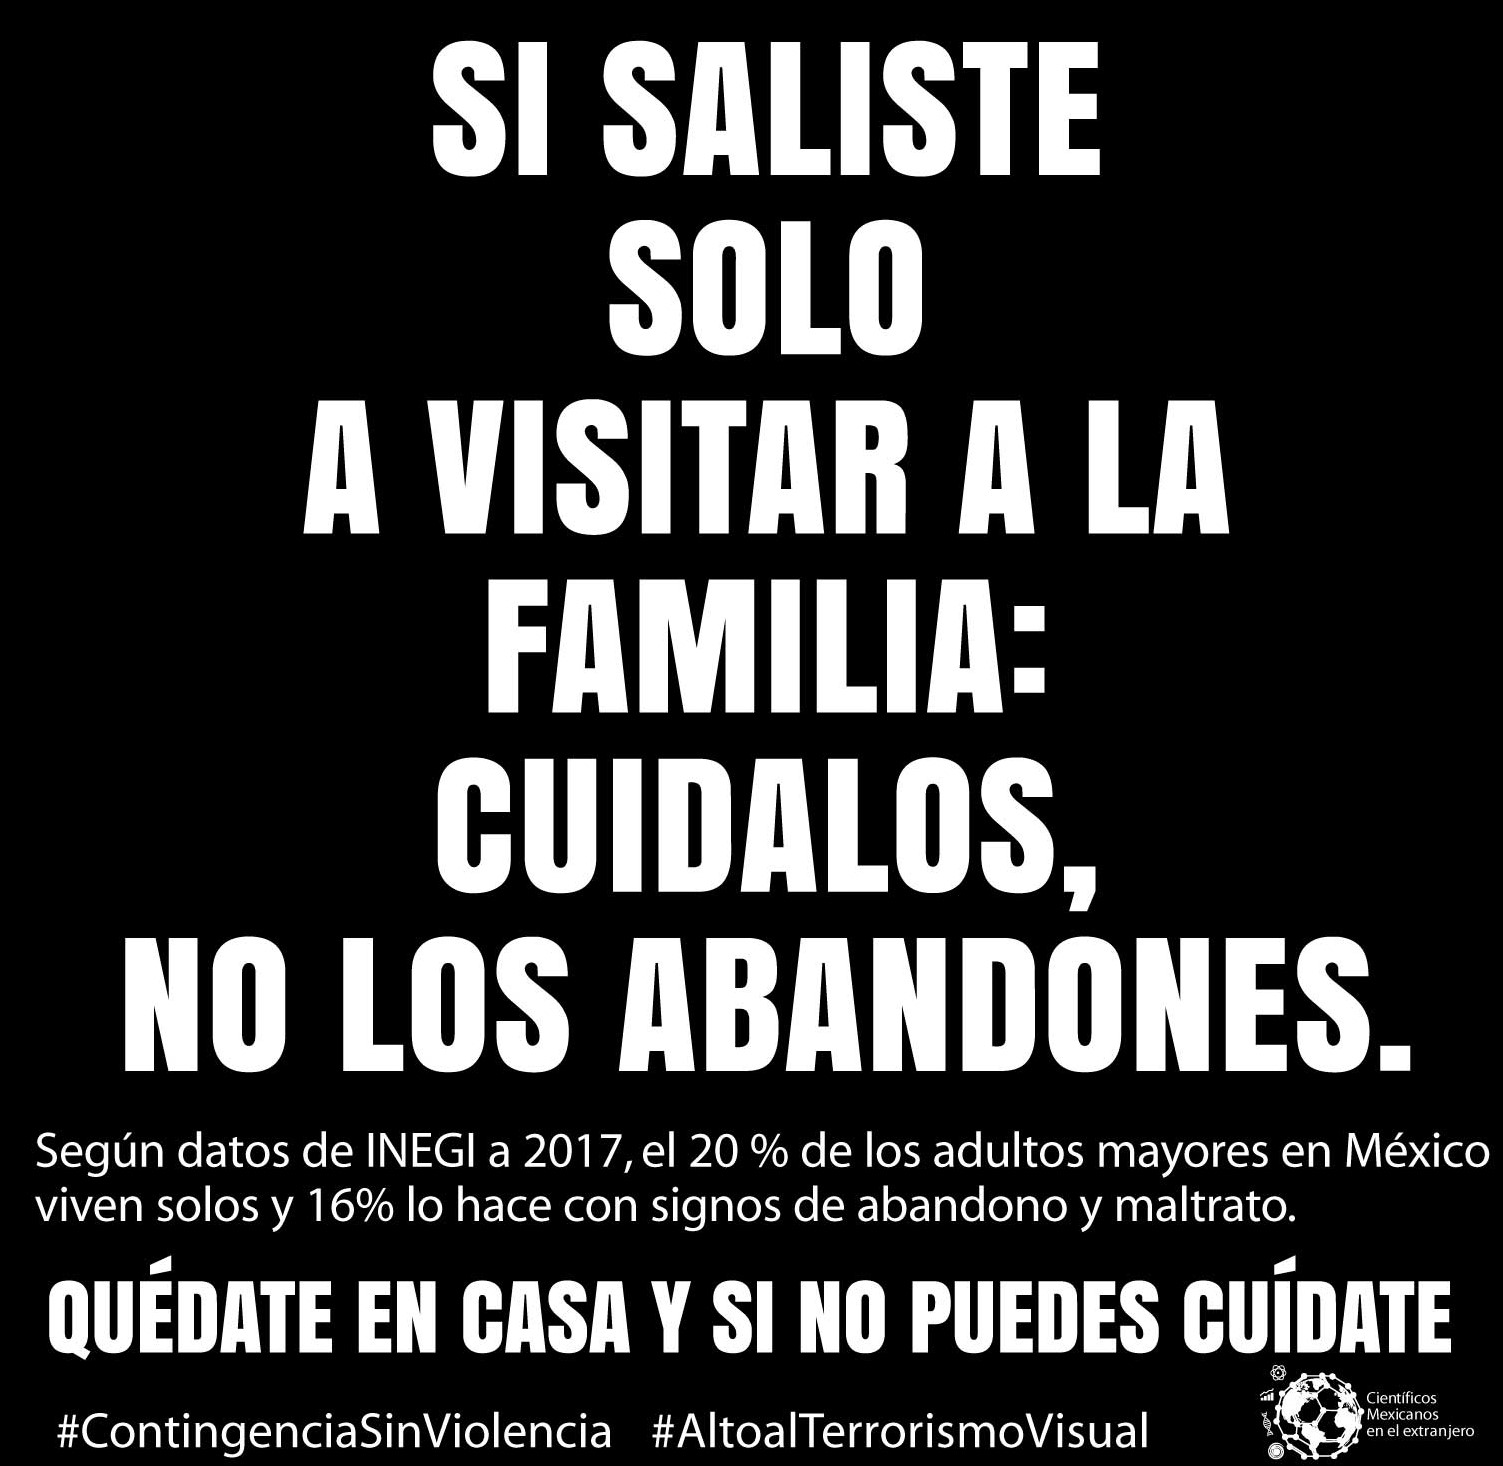 SI SALISTE
SOLO
A VISITAR A LA
FAMILIA:
CUIDALOS,
NO LOS ABANDONES.
Según datos de INEGI a 2017, el 20 % de los adultos mayores en México
viven solos y 16% lo hace con signos de abandono y maltrato.
QUÉDATE EN CASA Y SI NO PUEDES CUÍDATE
#ContingenciaSinViolencia #AltoalTerrorismoVisual
Científicos
Mexicanos
en el extranjero